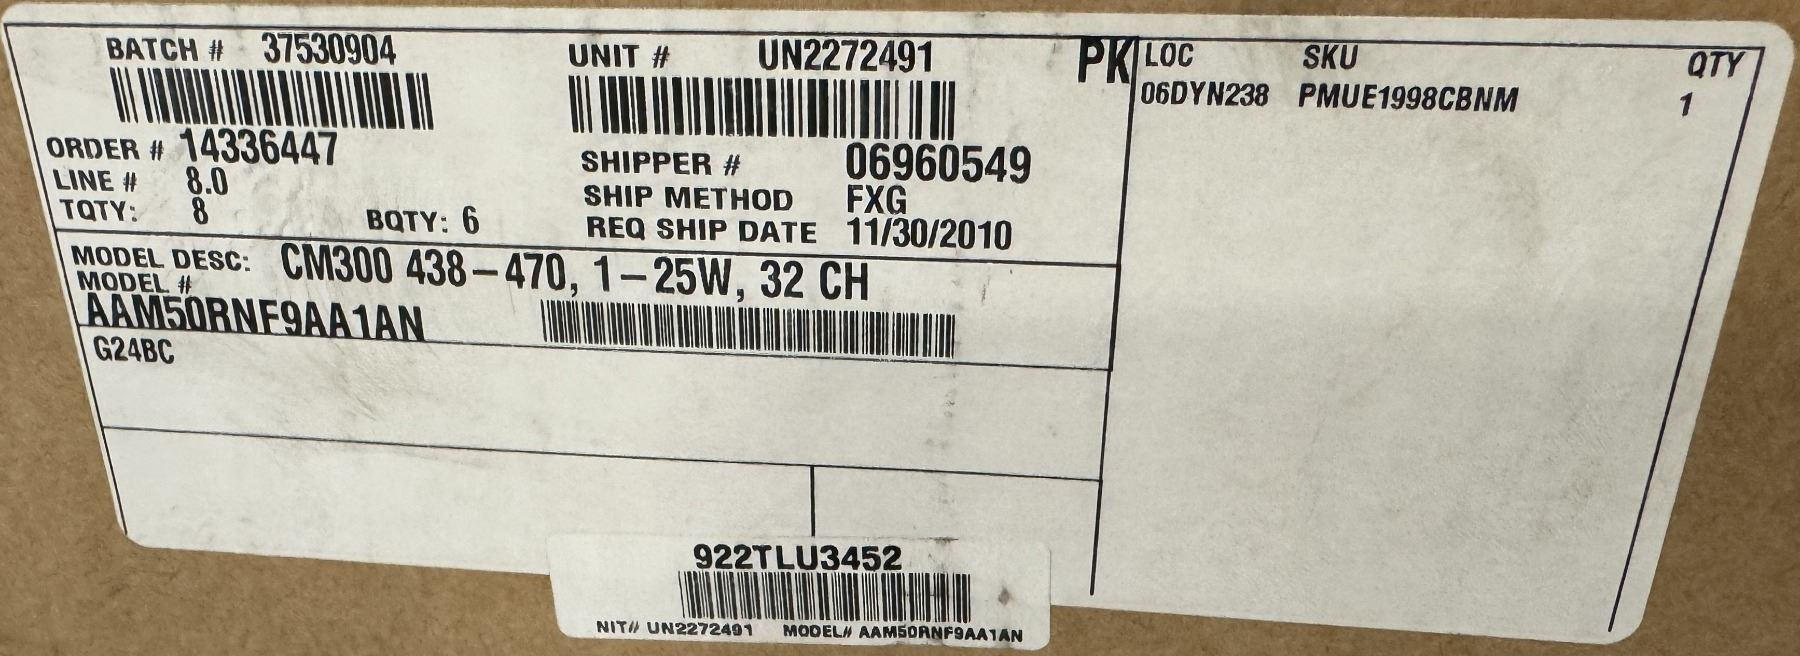 BATCH # 37530904
UNIT # UN2272491
PK
LOC SKU QTY
06DYN238 PMUE1998CBNM 1
ORDER # 14336447
LINE # 8.0
TQTY: 8 BQTY: 6
SHIPPER # 06960549
SHIP METHOD FXG
REQ SHIP DATE 11/30/2010
MODEL DESC: CM300 438-470, 1-25W, 32 CH
MODEL #
AAM50RNF9AA1AN
G24BC
922TLU3452
NIT# UN2272491 MODEL# AAM50RNF9AA1AN